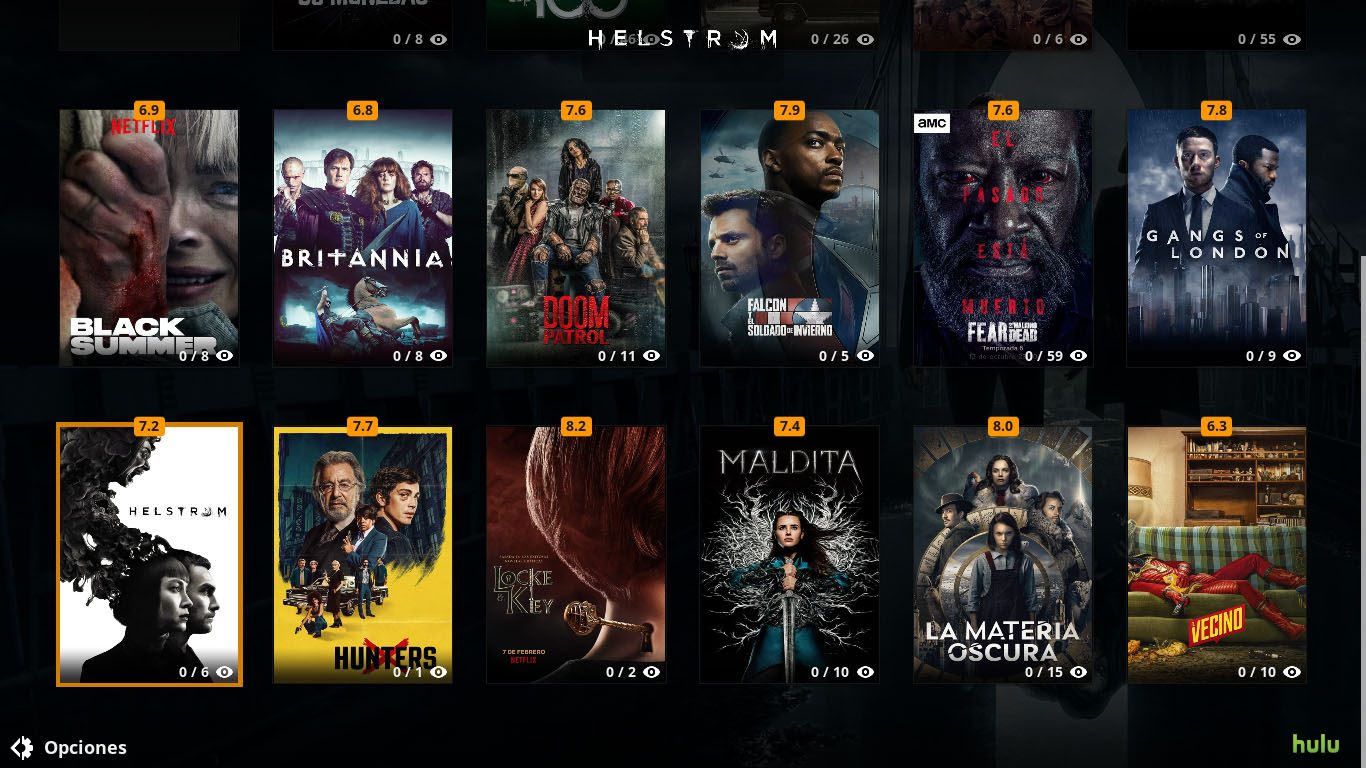 0 / 8
0 / 26
0 / 6
0 / 55
HELSTROM
6.9
6.8
7.6
7.9
7.6
7.8
NETFLIX
BLACK
SUMMER
0 / 8
BRITANNIA
0 / 8
DOOM
PATROL
0 / 11
FALCON
Y EL
SOLDADO DE INVIERNO
0 / 5
amc
EL
PASADO
ESTÁ
MUERTO
FEAR THE WALKING DEAD
Temporada 6
0 / 59
GANGS OF
LONDON
0 / 9
7.2
7.7
8.2
7.4
8.0
6.3
HELSTROM
0 / 6
HUNTERS
0 / 1
LOCKE
& KEY
7 DE FEBRERO
NETFLIX
0 / 2
MALDITA
0 / 10
LA MATERIA
OSCURA
0 / 15
VECINO
0 / 10
Opciones
hulu